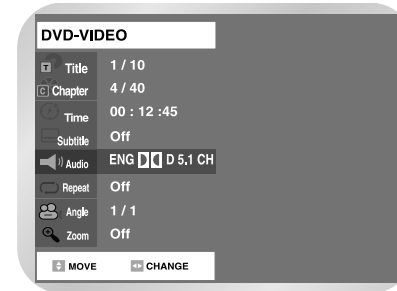 DVD-VIDEO
T Title 1 / 10
C Chapter 4 / 40
Time 00 : 12 :45
Subtitle Off
Audio ENG D 5.1 CH
Repeat Off
Angle 1 / 1
Zoom Off
MOVE CHANGE